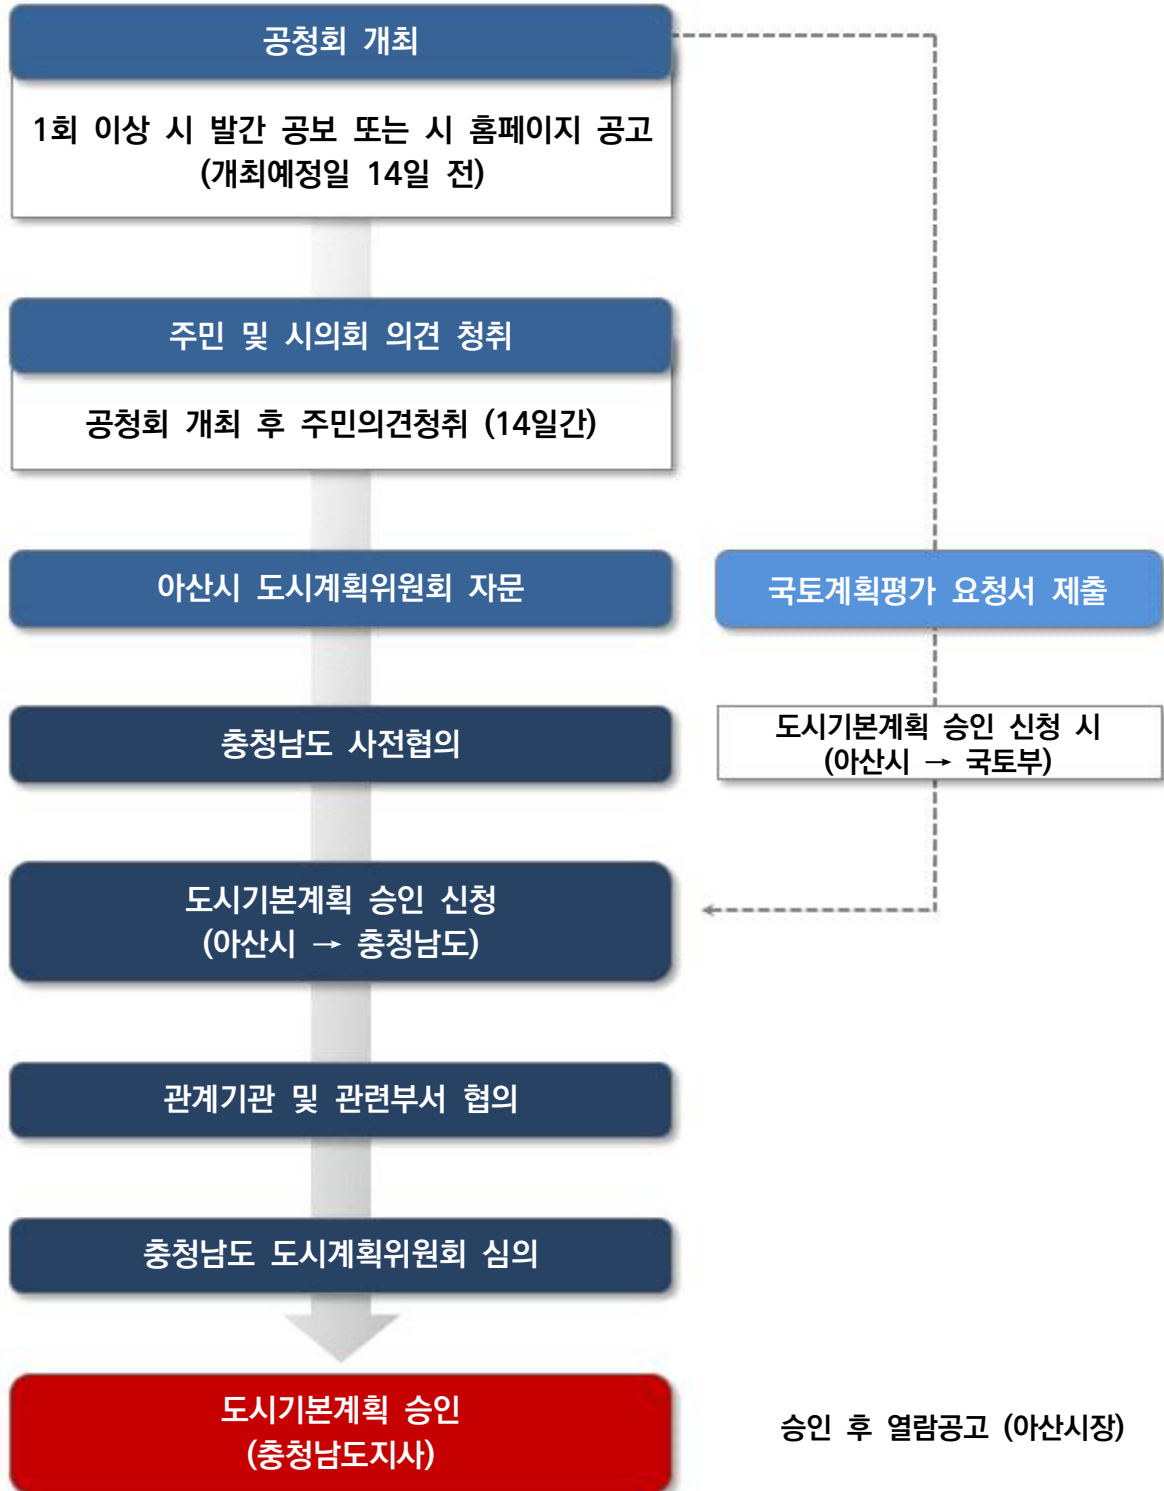 공청회 개최
1회 이상 시 발간 공보 또는 시 홈페이지 공고
(개최예정일 14일 전)
주민 및 시의회 의견 청취
공청회 개최 후 주민의견청취 (14일간)
아산시 도시계획위원회 자문
국토계획평가 요청서 제출
충청남도 사전협의
도시기본계획 승인 신청 시
(아산시 → 국토부)
도시기본계획 승인 신청
(아산시 → 충청남도)
관계기관 및 관련부서 협의
충청남도 도시계획위원회 심의
도시기본계획 승인
(충청남도지사)
승인 후 열람공고 (아산시장)